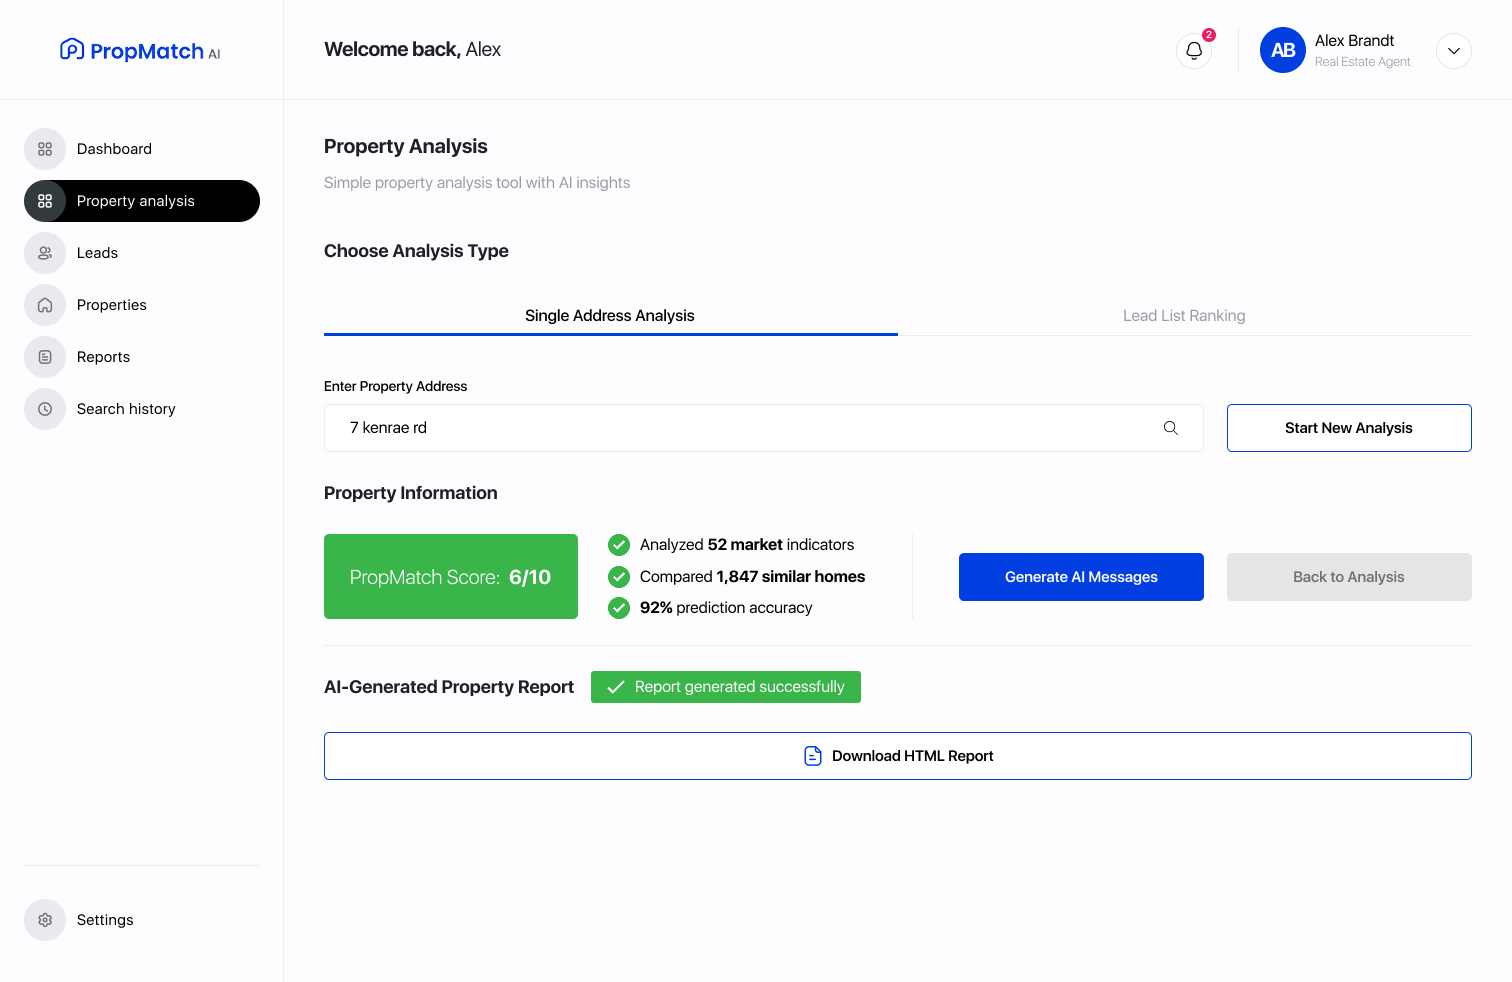 PropMatch AI
Welcome back, Alex
2
AB
Alex Brandt
Real Estate Agent
Dashboard
Property analysis
Leads
Properties
Reports
Search history
Settings
Property Analysis
Simple property analysis tool with AI insights
Choose Analysis Type
Single Address Analysis
Lead List Ranking
Enter Property Address
7 kenrae rd
Start New Analysis
Property Information
PropMatch Score: 6/10
Analyzed 52 market indicators
Compared 1,847 similar homes
92% prediction accuracy
Generate AI Messages
Back to Analysis
AI-Generated Property Report
Report generated successfully
Download HTML Report